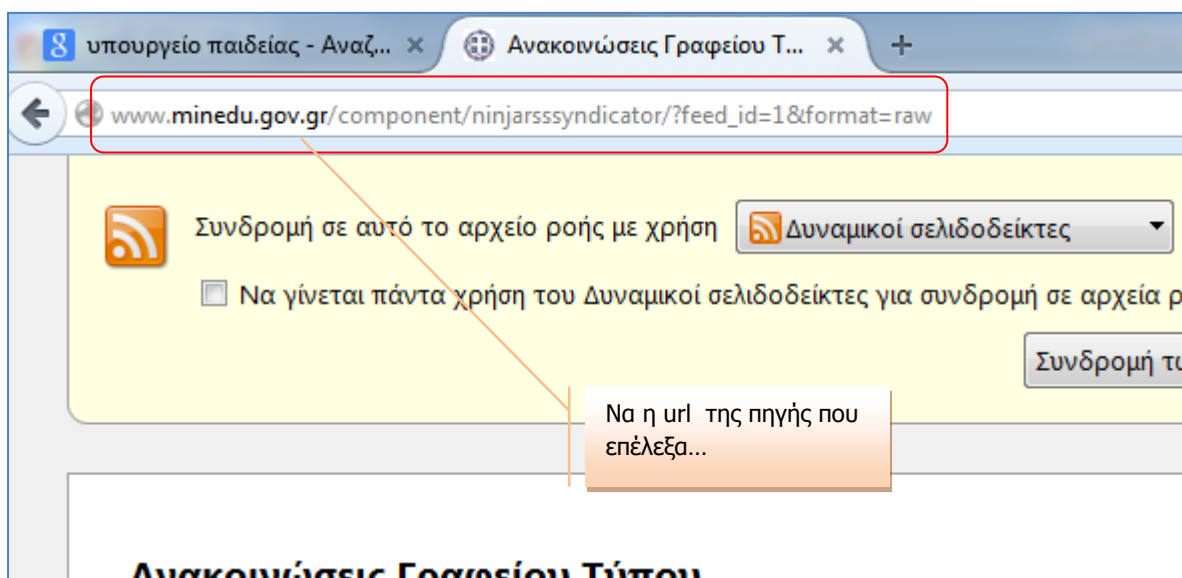 υπουργείο παιδείας - Αναζ...
Ανακοινώσεις Γραφείου Τ...
www.minedu.gov.gr/component/ninjarsssyndicator/?feed_id=1&format=raw
Συνδρομή σε αυτό το αρχείο ροής με χρήση
Δυναμικοί σελιδοδείκτες
Να γίνεται πάντα χρήση του Δυναμικοί σελιδοδείκτες για συνδρομή σε αρχεία ρ
Συνδρομή τώ
Να η url της πηγής που
επέλεξα...
Ανακοινώσεις Γραφείου Τύπου